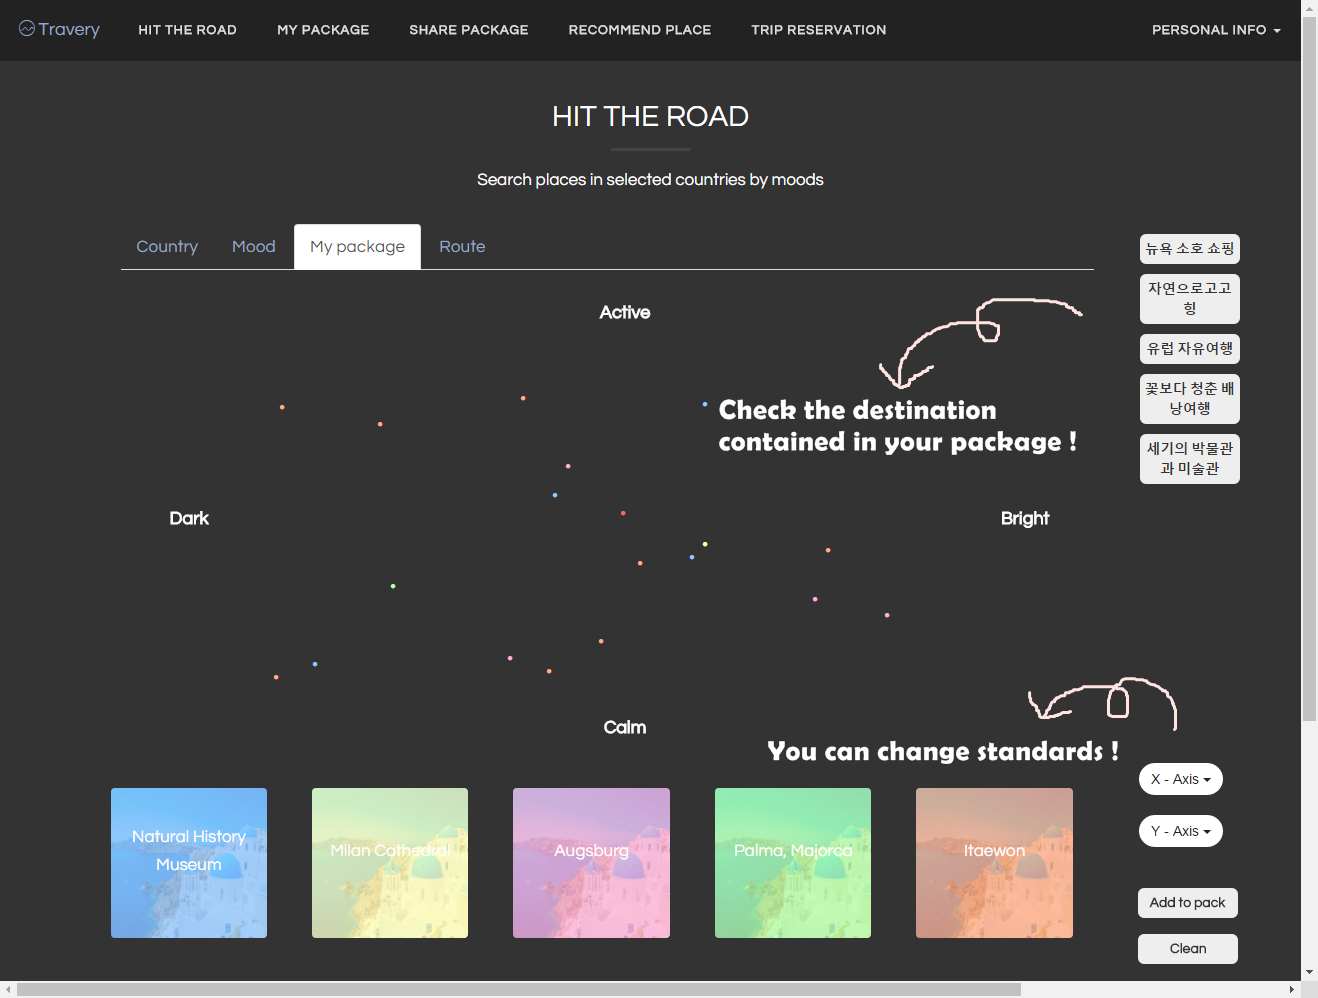 Travery
HIT THE ROAD
MY PACKAGE
SHARE PACKAGE
RECOMMEND PLACE
TRIP RESERVATION
PERSONAL INFO
HIT THE ROAD
Search places in selected countries by moods
Country
Mood
My package
Route
뉴욕 소호 쇼핑
자연으로고고
힝
유럽 자유여행
꽃보다 청춘 배
낭여행
세기의 박물관
과 미술관
Active
Check the destination
contained in your package !
Dark
Bright
Calm
You can change standards !
X - Axis
Y - Axis
Natural History
Museum
Milan Cathedral
Augsburg
Palma, Majorca
Itaewon
Add to pack
Clean